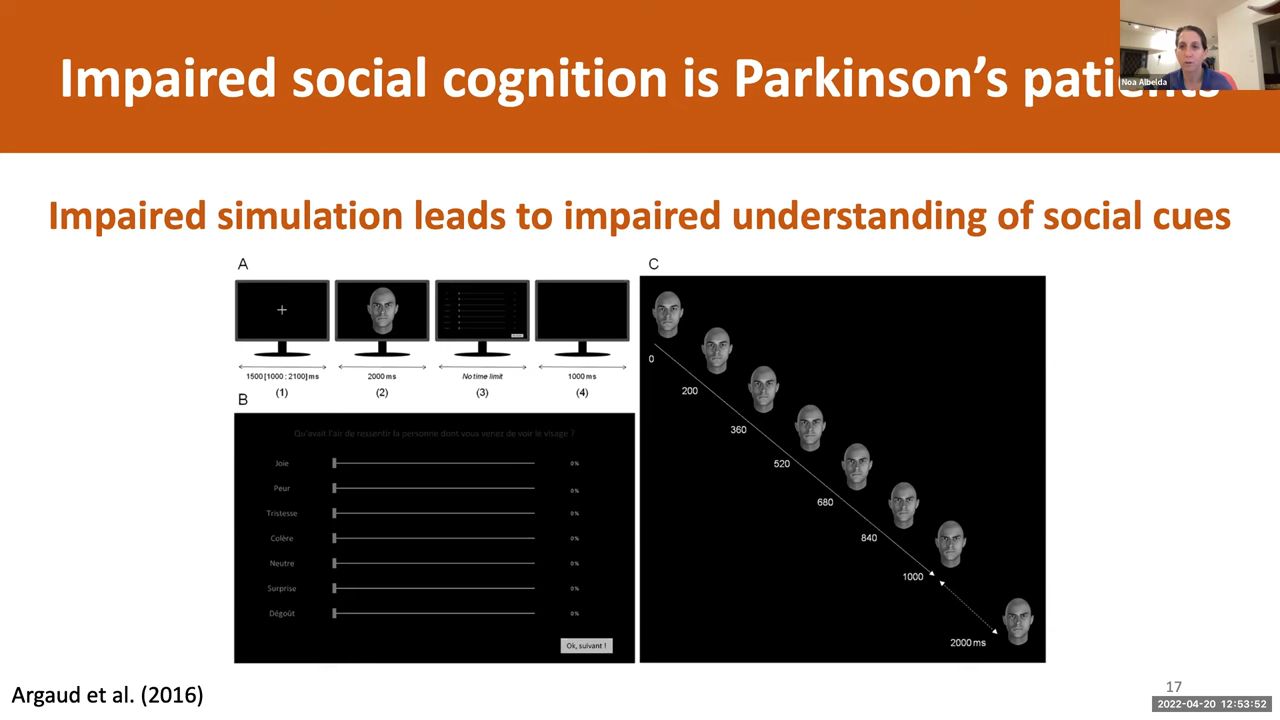 Impaired social cognition is Parkinson's patients
Noa Albelda
Impaired simulation leads to impaired understanding of social cues
A
1500 [1000 ; 2100] ms
2000 ms
No time limit
1000 ms
(1)
(2)
(3)
(4)
B
Qu'avait l'air de ressentir la personne dont vous venez de voir le visage ?
Joie 0%
Peur 0%
Tristesse 0%
Colère 0%
Neutre 0%
Surprise 0%
Dégoût 0%
Ok, suivant !
C
0
200
360
520
680
840
1000
2000 ms
Argaud et al. (2016)
17
2022-04-20 12:53:52